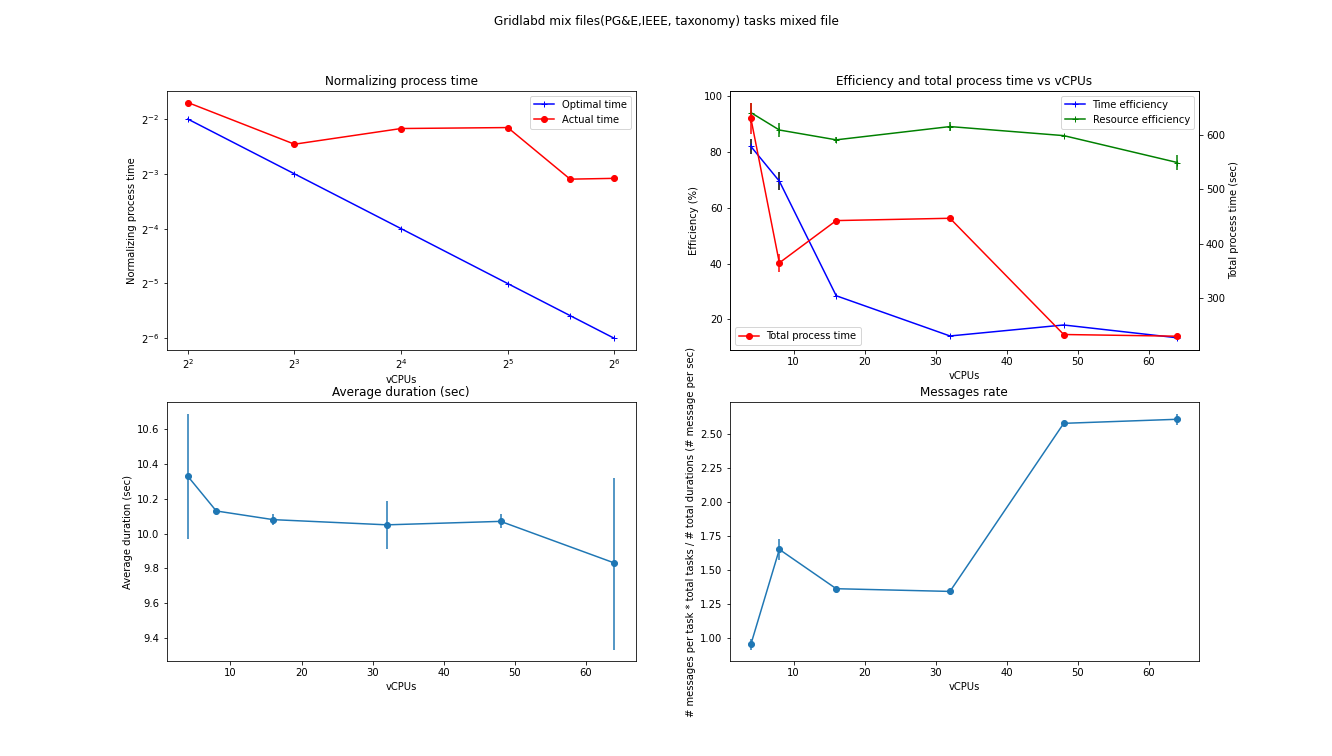 Gridlabd mix files(PG&E,IEEE, taxonomy) tasks mixed file
Normalizing process time
Optimal time
Actual time
2^-2
2^-3
2^-4
2^-5
2^-6
Normalizing process time
2^2 2^3 2^4 2^5 2^6
vCPUs
Efficiency and total process time vs vCPUs
Time efficiency
Resource efficiency
Total process time
100
80
60
40
20
Efficiency (%)
600
500
400
300
Total process time (sec)
10 20 30 40 50 60
vCPUs
Average duration (sec)
10.6
10.4
10.2
10.0
9.8
9.6
9.4
Average duration (sec)
10 20 30 40 50 60
vCPUs
Messages rate
2.50
2.25
2.00
1.75
1.50
1.25
1.00
# messages per task * total tasks / # total durations (# message per sec)
10 20 30 40 50 60
vCPUs